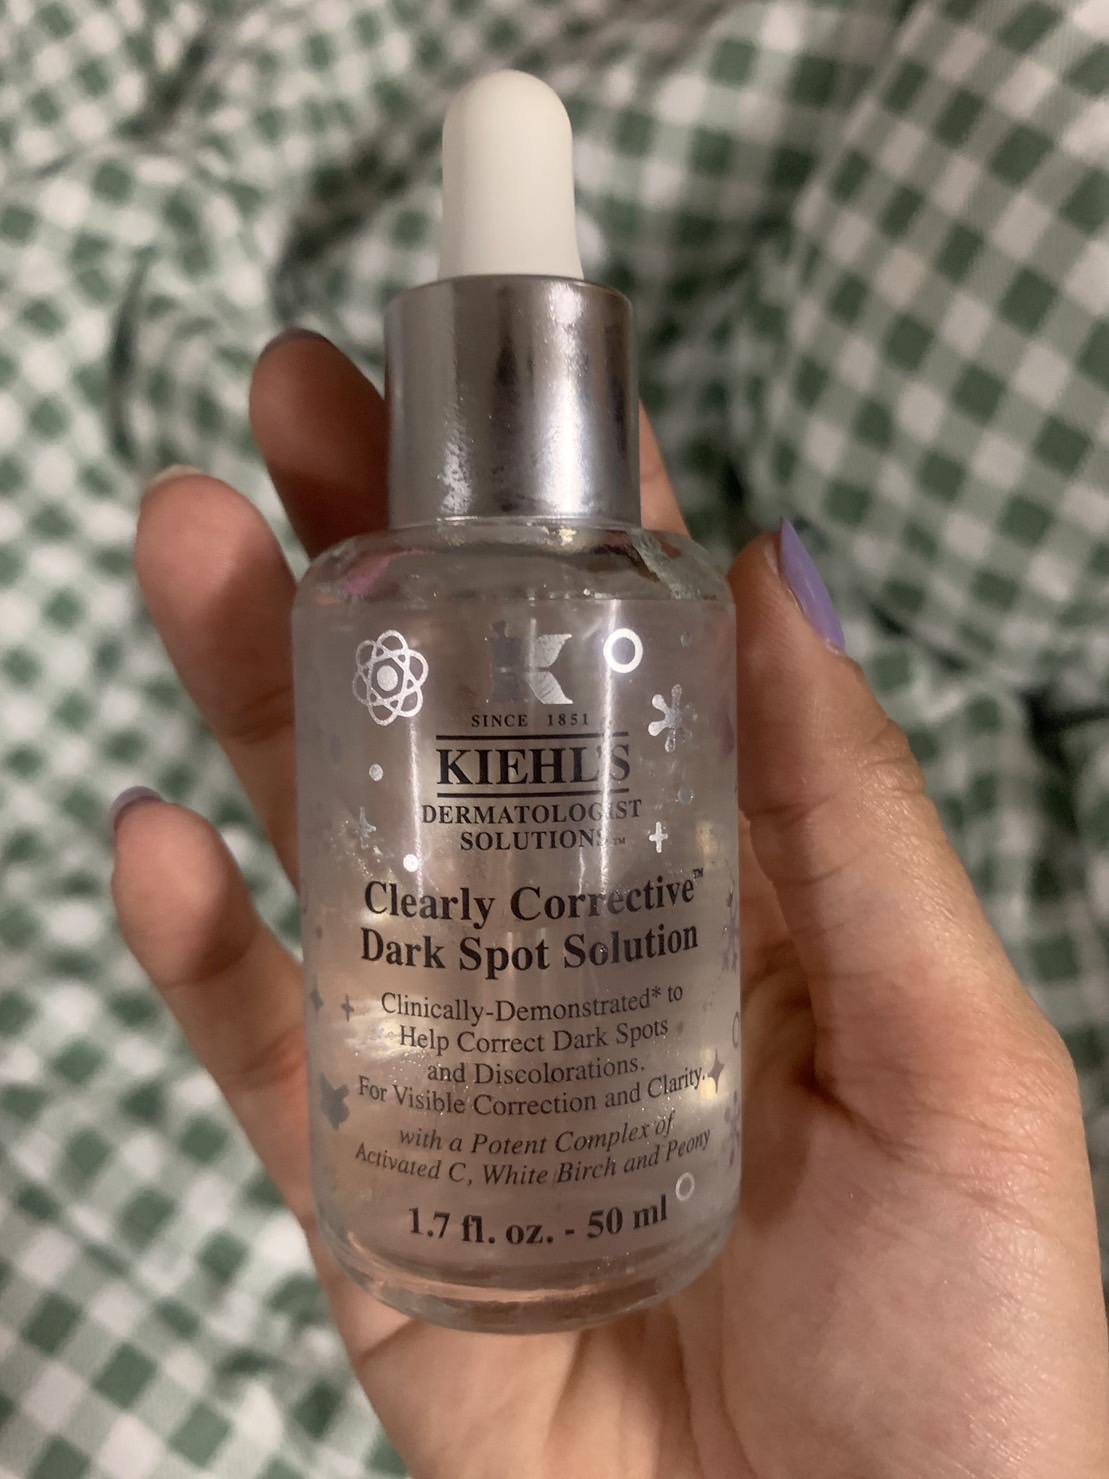 K
SINCE 1851
KIEHL'S
DERMATOLOGIST
SOLUTIONS™
Clearly Corrective™
Dark Spot Solution
Clinically-Demonstrated* to
Help Correct Dark Spots
and Discolorations.
For Visible Correction and Clarity.
with a Potent Complex of
Activated C, White Birch and Peony
1.7 fl. oz. - 50 ml